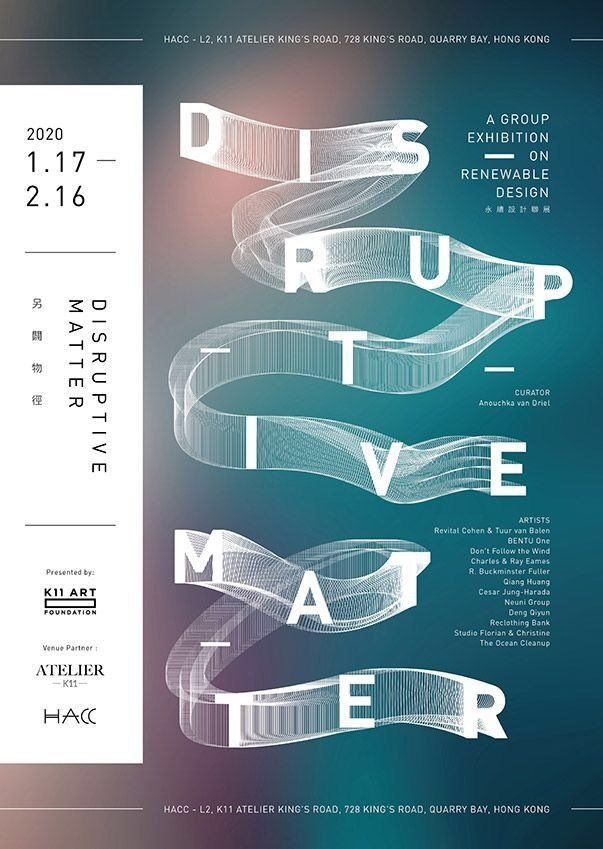 HACC - L2, K11 ATELIER KING'S ROAD, 728 KING'S ROAD, QUARRY BAY, HONG KONG
2020
1.17 —
2.16
另闢物徑
DISRUPTIVE
MATTER
Presented by:
K11 ART
FOUNDATION
Venue Partner :
ATELIER
—K11—
HACC
DIS
RUP
-T-
IVE
MAT
-TER
A GROUP
EXHIBITION
— ON
RENEWABLE
DESIGN
永續設計聯展
CURATOR
Anouchka van Driel
ARTISTS
Revital Cohen & Tuur van Balen
BENTU One
Don't Follow the Wind
Charles & Ray Eames
R. Buckminster Fuller
Qiang Huang
Cesar Jung-Harada
Neuni Group
Deng Qiyun
Reclothing Bank
Studio Florian & Christine
The Ocean Cleanup
HACC - L2, K11 ATELIER KING'S ROAD, 728 KING'S ROAD, QUARRY BAY, HONG KONG